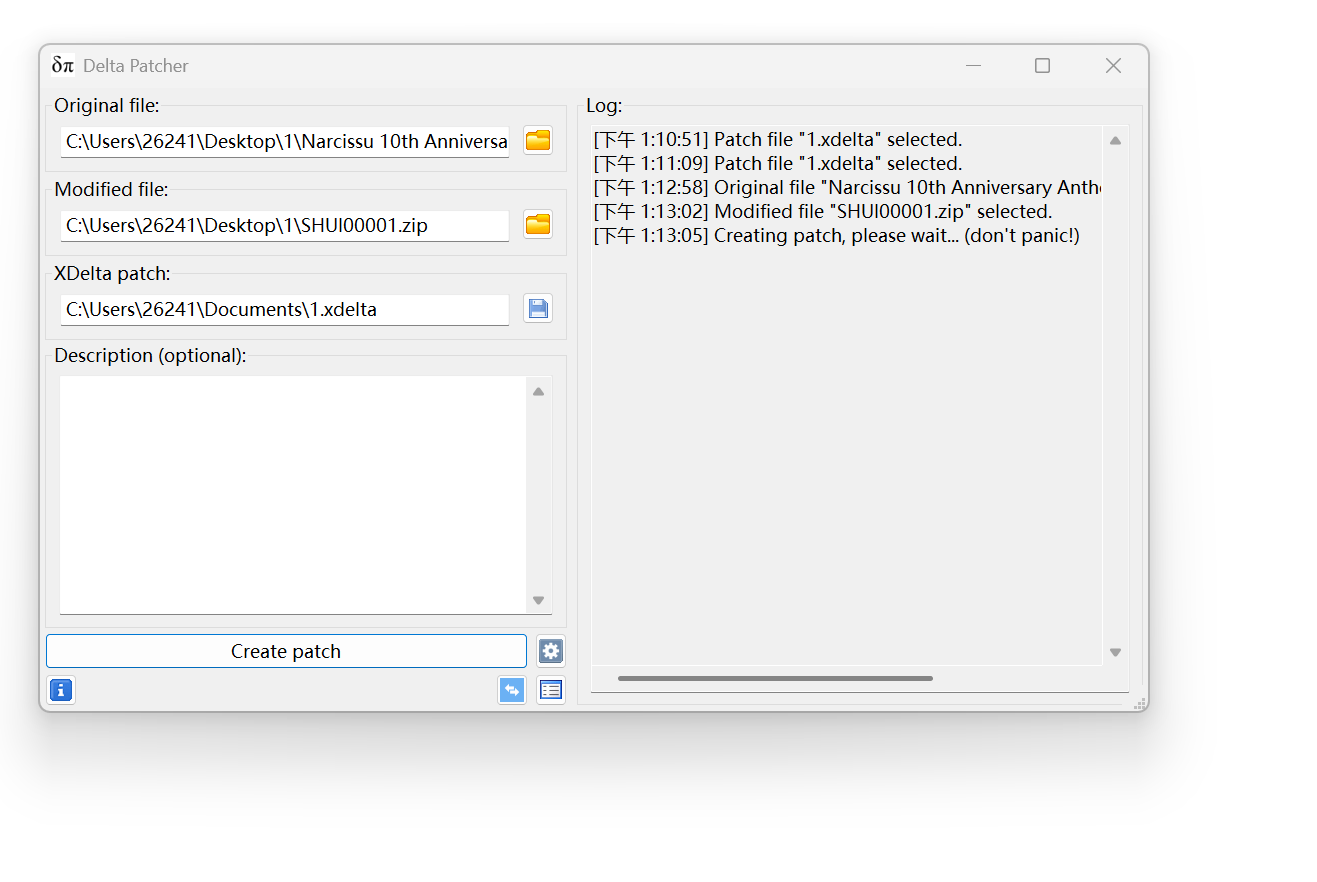 δπ Delta Patcher
Original file:
C:\Users\26241\Desktop\1\Narcissu 10th Anniversa
Modified file:
C:\Users\26241\Desktop\1\SHUI00001.zip
XDelta patch:
C:\Users\26241\Documents\1.xdelta
Description (optional):
Create patch
Log:
[下午 1:10:51] Patch file "1.xdelta" selected.
[下午 1:11:09] Patch file "1.xdelta" selected.
[下午 1:12:58] Original file "Narcissu 10th Anniversary Antho
[下午 1:13:02] Modified file "SHUI00001.zip" selected.
[下午 1:13:05] Creating patch, please wait... (don't panic!)